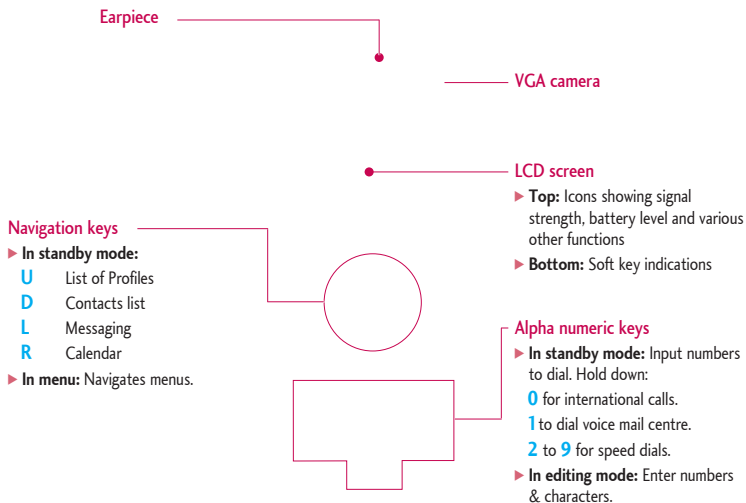 Earpiece
VGA camera
LCD screen
▶ Top: Icons showing signal
strength, battery level and various
other functions
▶ Bottom: Soft key indications
Navigation keys
▶ In standby mode:
U List of Profiles
D Contacts list
L Messaging
R Calendar
▶ In menu: Navigates menus.
Alpha numeric keys
▶ In standby mode: Input numbers
to dial. Hold down:
0 for international calls.
1 to dial voice mail centre.
2 to 9 for speed dials.
▶ In editing mode: Enter numbers
& characters.